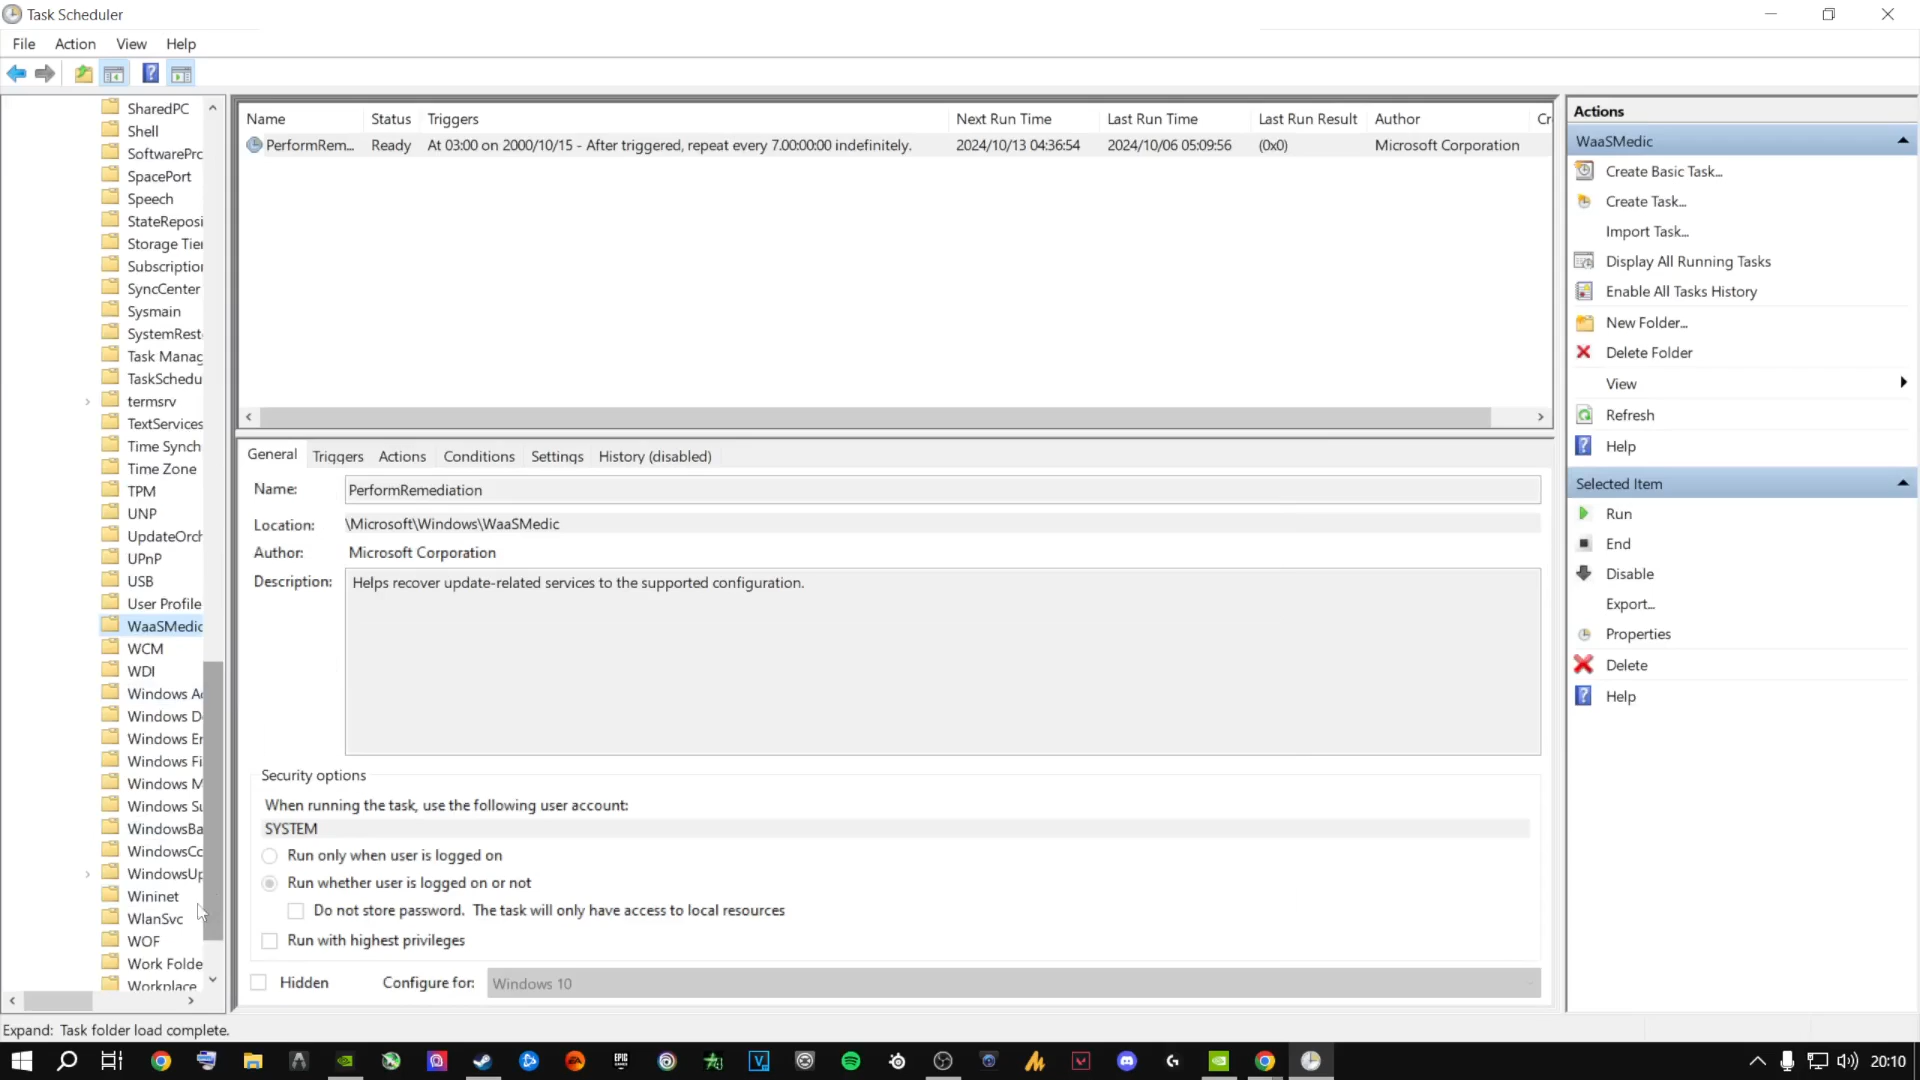 Task Scheduler
File Action View Help
SharedPC
Shell
SoftwarePrc
SpacePort
Speech
StateReposi
Storage Tier
Subscription
SyncCenter
Sysmain
SystemResto
Task Manag
TaskSchedu
termsrv
TextServices
Time Synch
Time Zone
TPM
UNP
UpdateOrch
UPnP
USB
User Profile
WaaSMedic
WCM
WDI
Windows Ac
Windows De
Windows Er
Windows Fi
Windows M
Windows Su
WindowsBa
WindowsCo
WindowsUp
Wininet
WlanSvc
WOF
Work Folde
Workplace
Name Status Triggers Next Run Time Last Run Time Last Run Result Author Cr
PerformRem... Ready At 03:00 on 2000/10/15 - After triggered, repeat every 7.00:00:00 indefinitely. 2024/10/13 04:36:54 2024/10/06 05:09:56 (0x0) Microsoft Corporation
General Triggers Actions Conditions Settings History (disabled)
Name: PerformRemediation
Location: \Microsoft\Windows\WaaSMedic
Author: Microsoft Corporation
Description: Helps recover update-related services to the supported configuration.
Security options
When running the task, use the following user account:
SYSTEM
Run only when user is logged on
Run whether user is logged on or not
Do not store password. The task will only have access to local resources
Run with highest privileges
Hidden Configure for: Windows 10
Actions
WaaSMedic
Create Basic Task...
Create Task...
Import Task...
Display All Running Tasks
Enable All Tasks History
New Folder...
Delete Folder
View
Refresh
Help
Selected Item
Run
End
Disable
Export...
Properties
Delete
Help
Expand: Task folder load complete.
EPIC
20:10